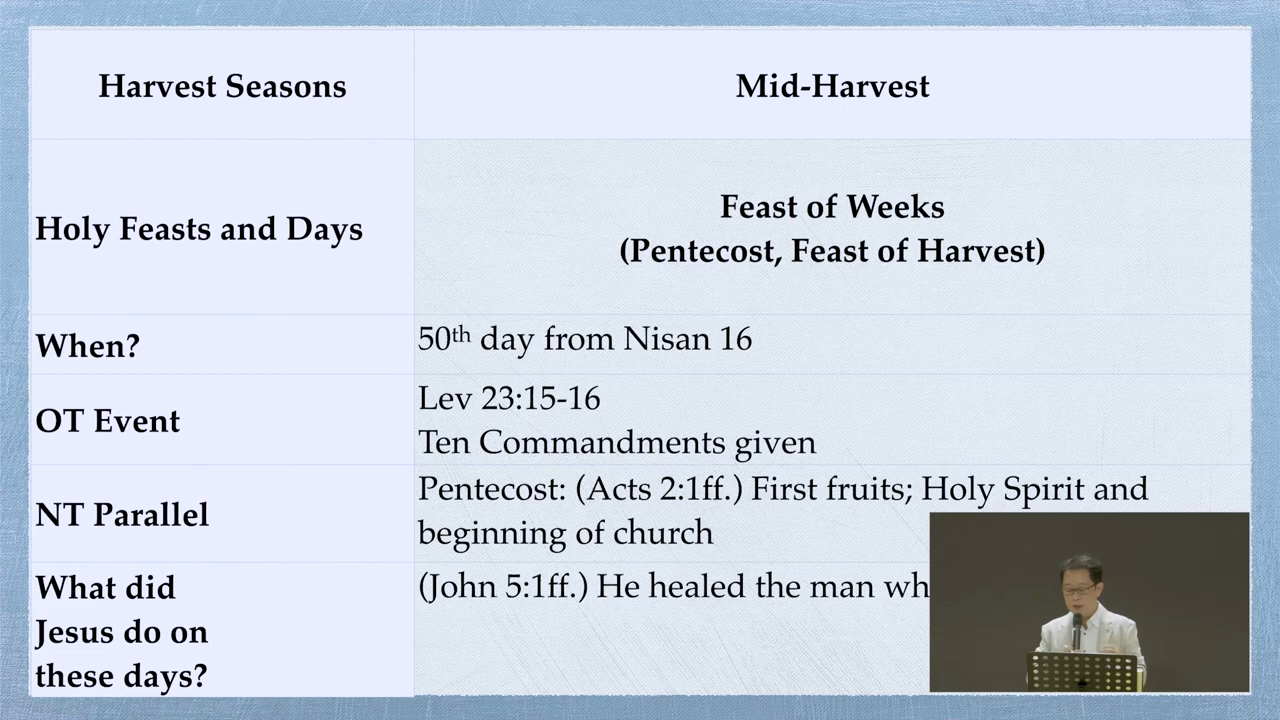 Harvest Seasons
Mid-Harvest
Holy Feasts and Days
Feast of Weeks
(Pentecost, Feast of Harvest)
When?
50th day from Nisan 16
OT Event
Lev 23:15-16
Ten Commandments given
NT Parallel
Pentecost: (Acts 2:1ff.) First fruits; Holy Spirit and
beginning of church
What did
Jesus do on
these days?
(John 5:1ff.) He healed the man